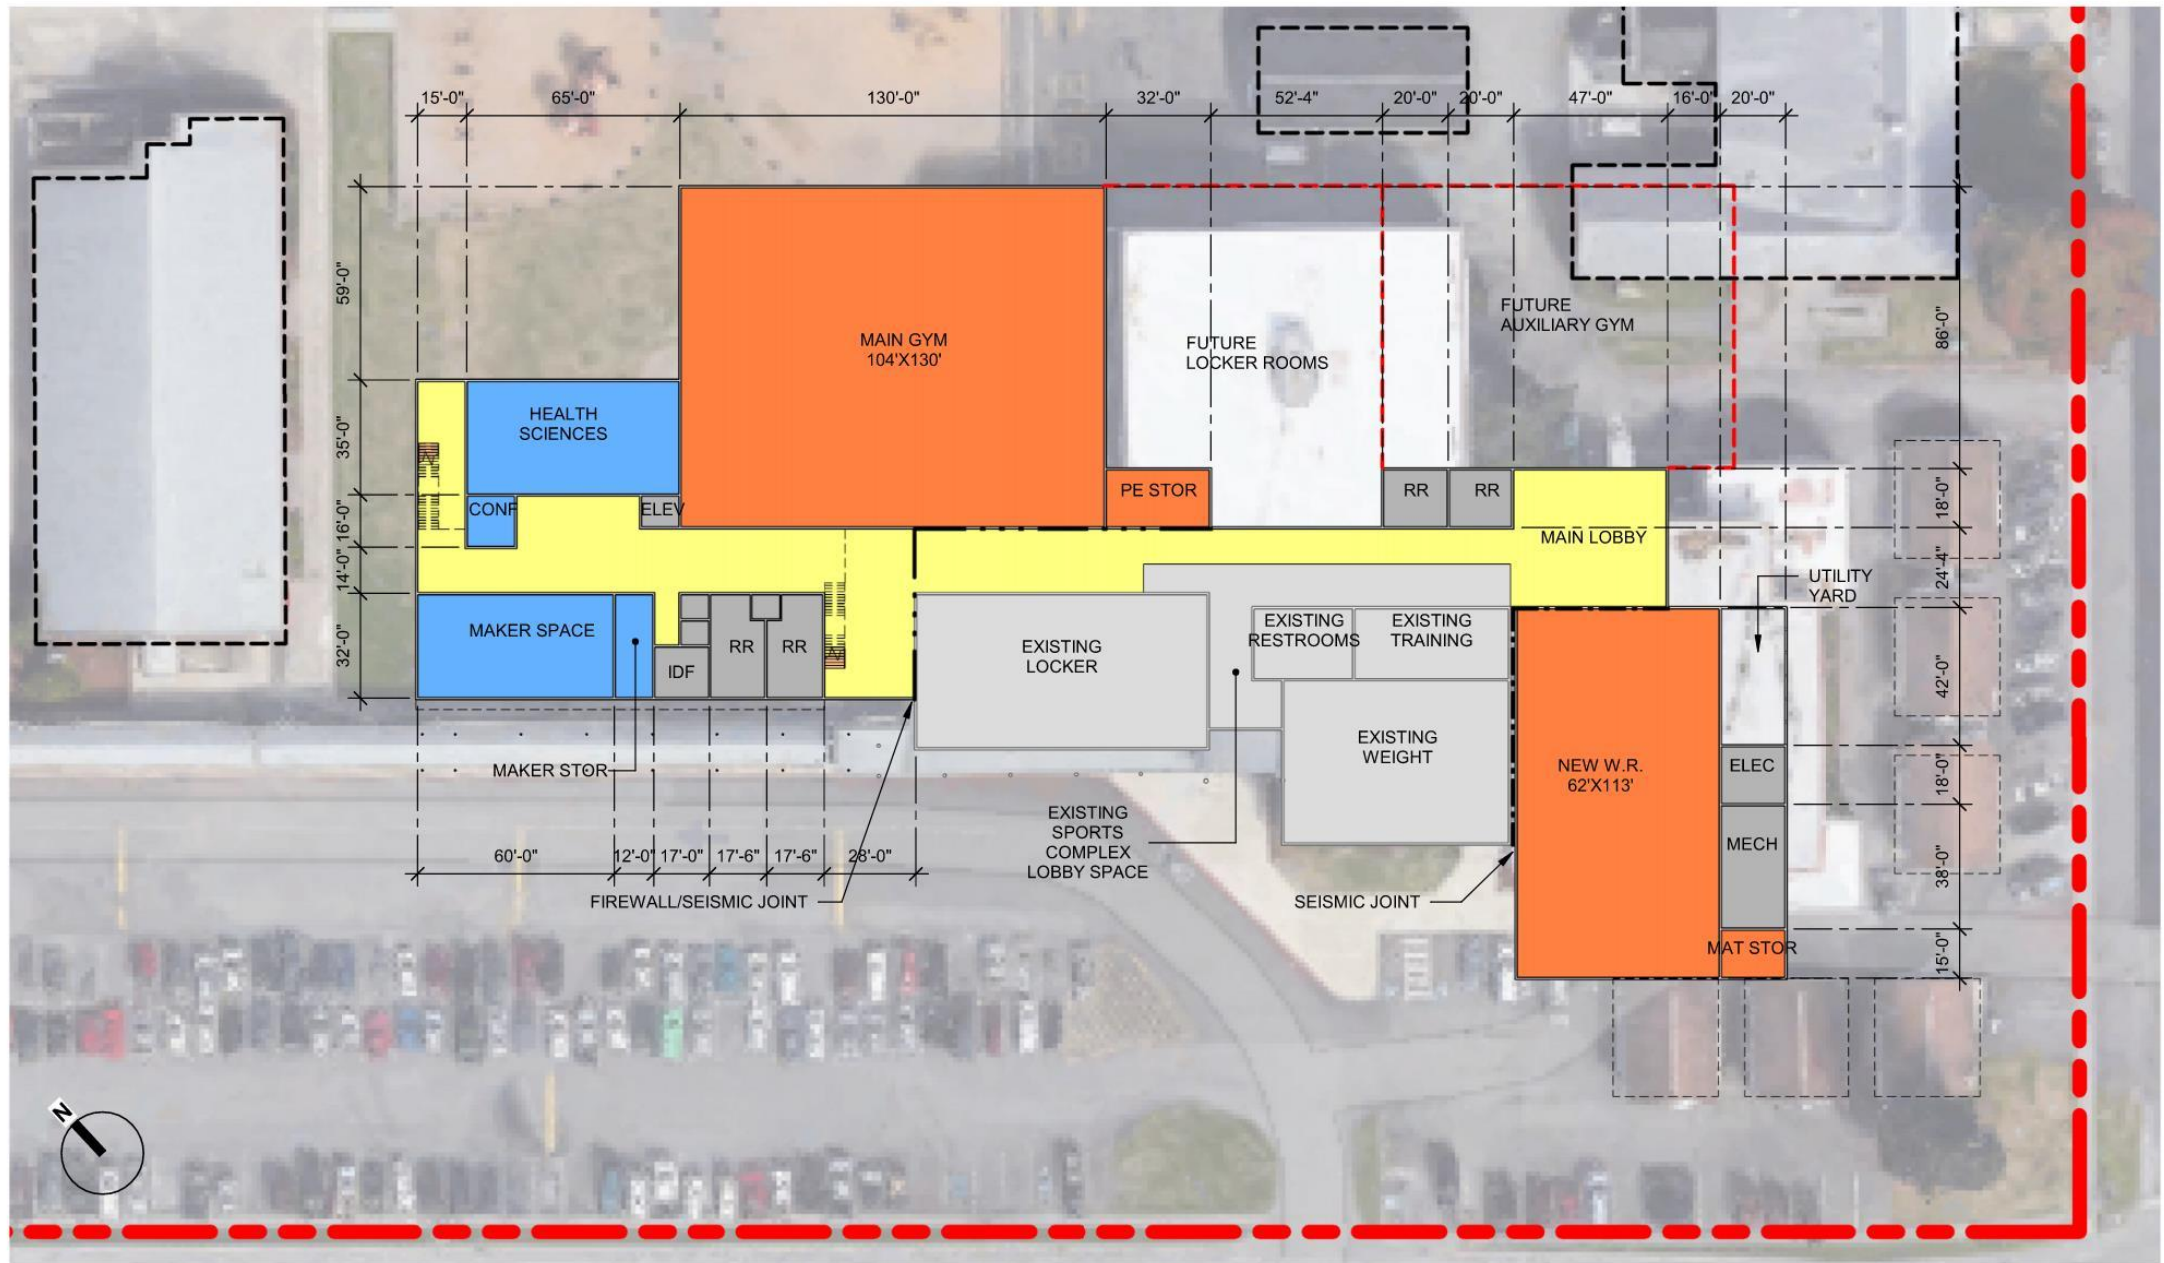 15'-0"
65'-0"
130'-0"
32'-0"
52'-4"
20'-0"
20'-0"
47'-0"
16'-0"
20'-0"
59'-0"
35'-0"
16'-0"
14'-0"
32'-0"
86'-0"
18'-0"
24'-4"
42'-0"
18'-0"
38'-0"
15'-0"
MAIN GYM
104'X130'
FUTURE
LOCKER ROOMS
FUTURE
AUXILIARY GYM
HEALTH
SCIENCES
CONF
ELEV
PE STOR
RR
RR
MAIN LOBBY
UTILITY
YARD
MAKER SPACE
IDF
RR
RR
EXISTING
LOCKER
EXISTING
RESTROOMS
EXISTING
TRAINING
EXISTING
WEIGHT
NEW W.R.
62'X113'
ELEC
MECH
MAT STOR
MAKER STOR
EXISTING
SPORTS
COMPLEX
LOBBY SPACE
60'-0"
12'-0"
17'-0"
17'-6"
17'-6"
28'-0"
FIREWALL/SEISMIC JOINT
SEISMIC JOINT
N